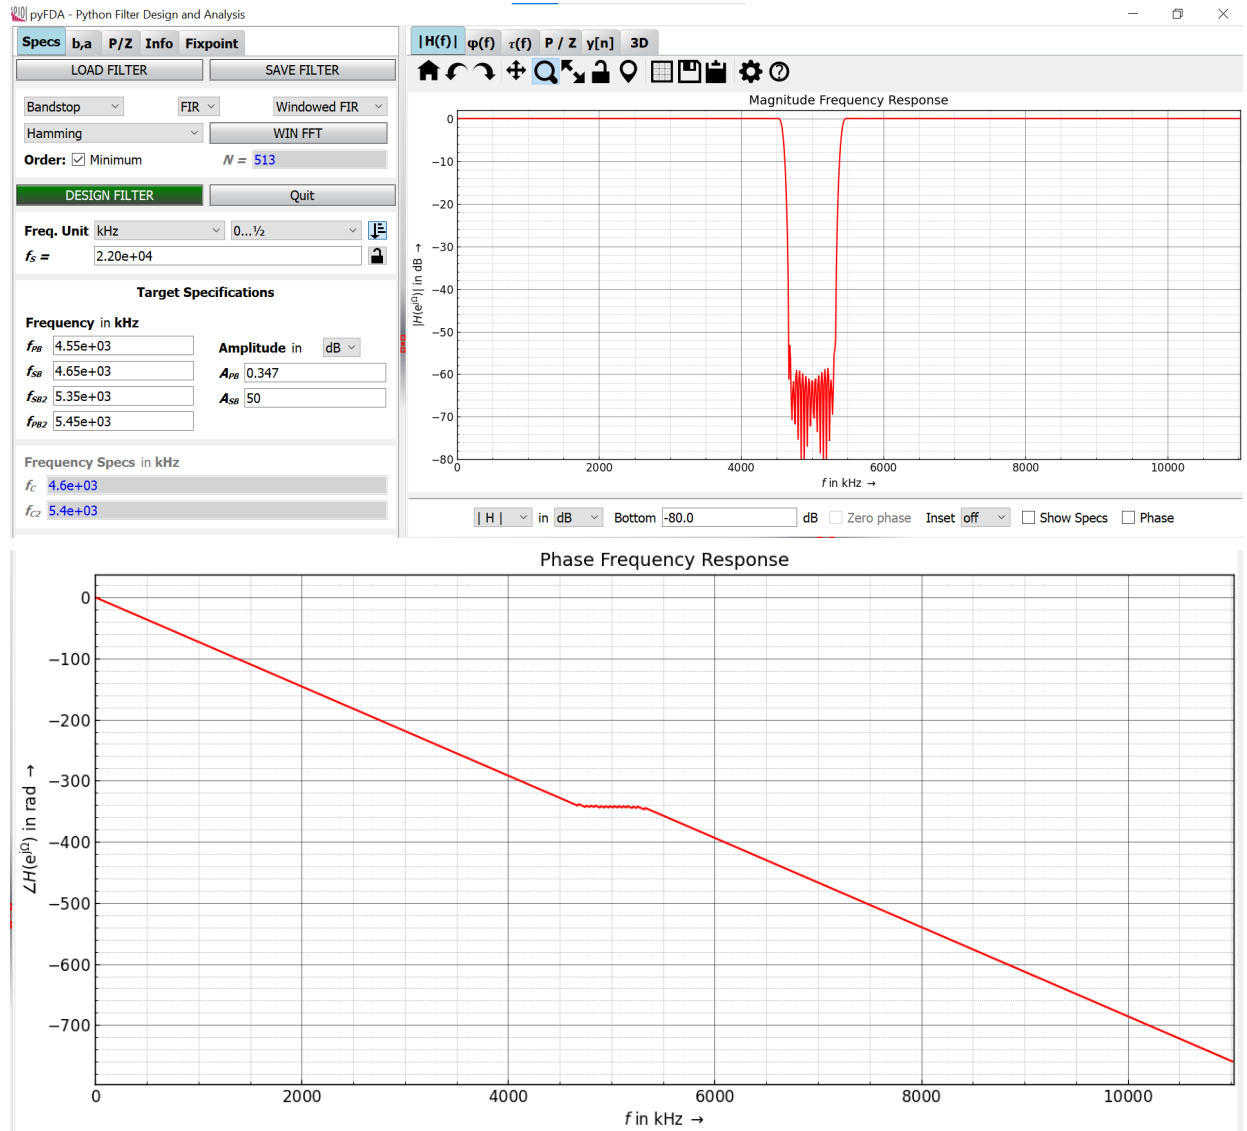 pyFDA - Python Filter Design and Analysis
Specs b,a P/Z Info Fixpoint
LOAD FILTER SAVE FILTER
Bandstop FIR Windowed FIR
Hamming WIN FFT
Order: Minimum N = 513
DESIGN FILTER Quit
Freq. Unit kHz 0...½
fS = 2.20e+04
Target Specifications
Frequency in kHz
fPB 4.55e+03
fSB 4.65e+03
fSB2 5.35e+03
fPB2 5.45e+03
Amplitude in dB
APB 0.347
ASB 50
Frequency Specs in kHz
fC 4.6e+03
fC2 5.4e+03
|H(f)| φ(f) τ(f) P / Z y[n] 3D
Magnitude Frequency Response
|H(e^jΩ)| in dB →
0
−10
−20
−30
−40
−50
−60
−70
−80
0 2000 4000 6000 8000 10000
f in kHz →
| H | in dB Bottom -80.0 dB Zero phase Inset off Show Specs Phase
Phase Frequency Response
∠H(e^jΩ) in rad →
0
−100
−200
−300
−400
−500
−600
−700
0 2000 4000 6000 8000 10000
f in kHz →